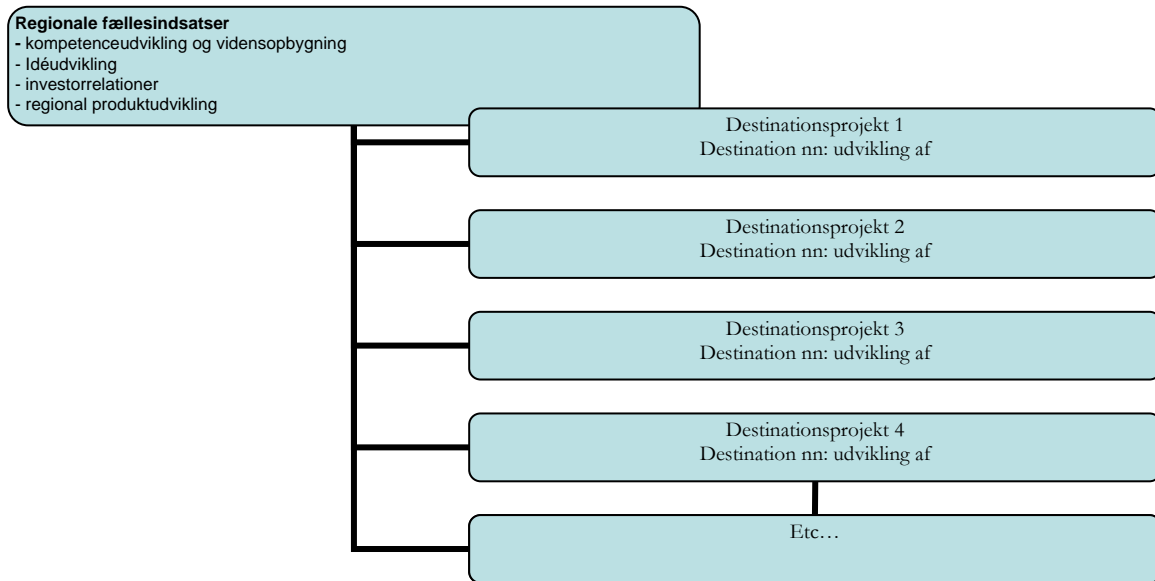 Regionale fællesindsatser
- kompetenceudvikling og vidensopbygning
- Idéudvikling
- investorrelationer
- regional produktudvikling
Destinationsprojekt 1
Destination nn: udvikling af
Destinationsprojekt 2
Destination nn: udvikling af
Destinationsprojekt 3
Destination nn: udvikling af
Destinationsprojekt 4
Destination nn: udvikling af
Etc…